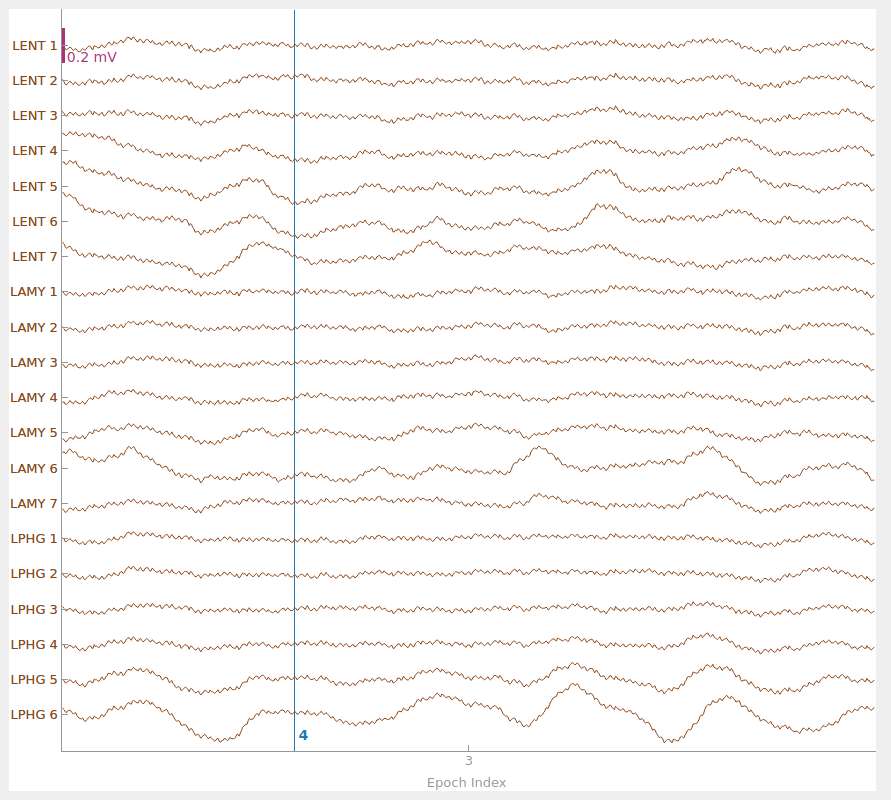 LENT 1
0.2 mV
LENT 2
LENT 3
LENT 4
LENT 5
LENT 6
LENT 7
LAMY 1
LAMY 2
LAMY 3
LAMY 4
LAMY 5
LAMY 6
LAMY 7
LPHG 1
LPHG 2
LPHG 3
LPHG 4
LPHG 5
LPHG 6
4
3
Epoch Index